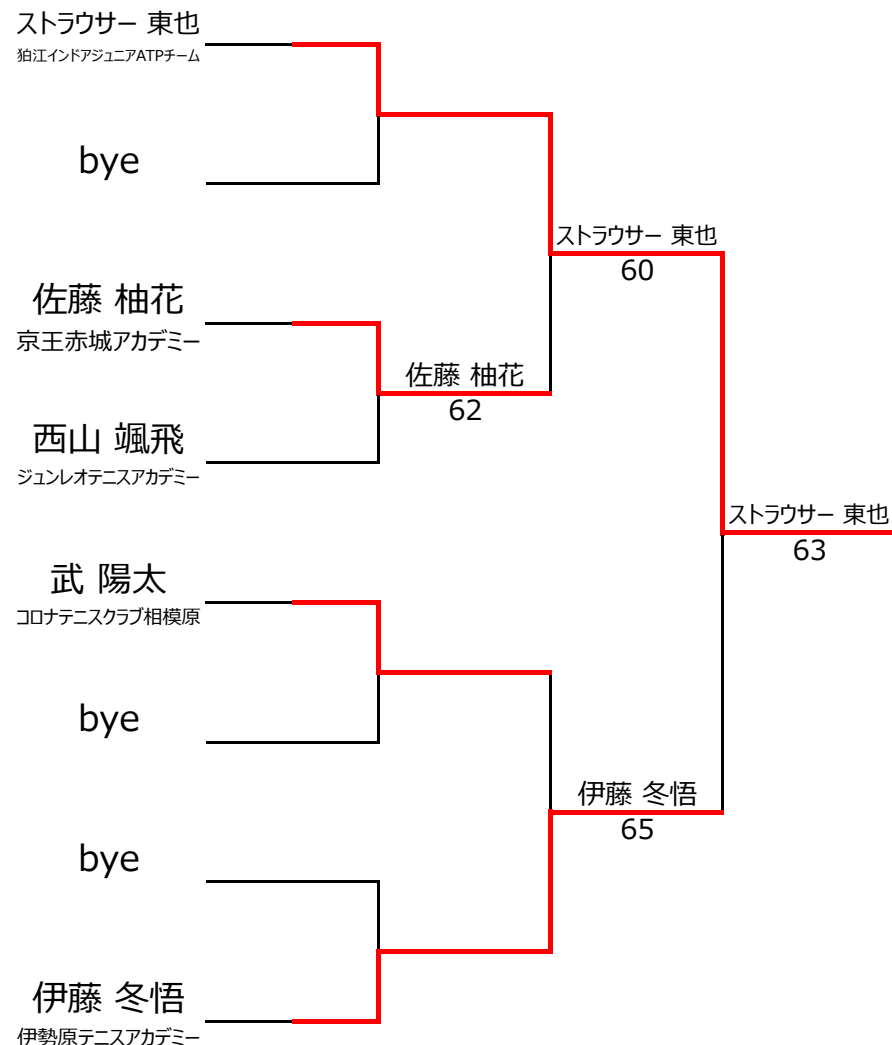 ストラウサー 東也
狛江インドアジュニアATPチーム
bye
ストラウサー 東也
60
佐藤 柚花
京王赤城アカデミー
佐藤 柚花
62
西山 颯飛
ジュンレオテニスアカデミー
ストラウサー 東也
63
武 陽太
コロナテニスクラブ相模原
bye
伊藤 冬悟
65
bye
伊藤 冬悟
伊勢原テニスアカデミー